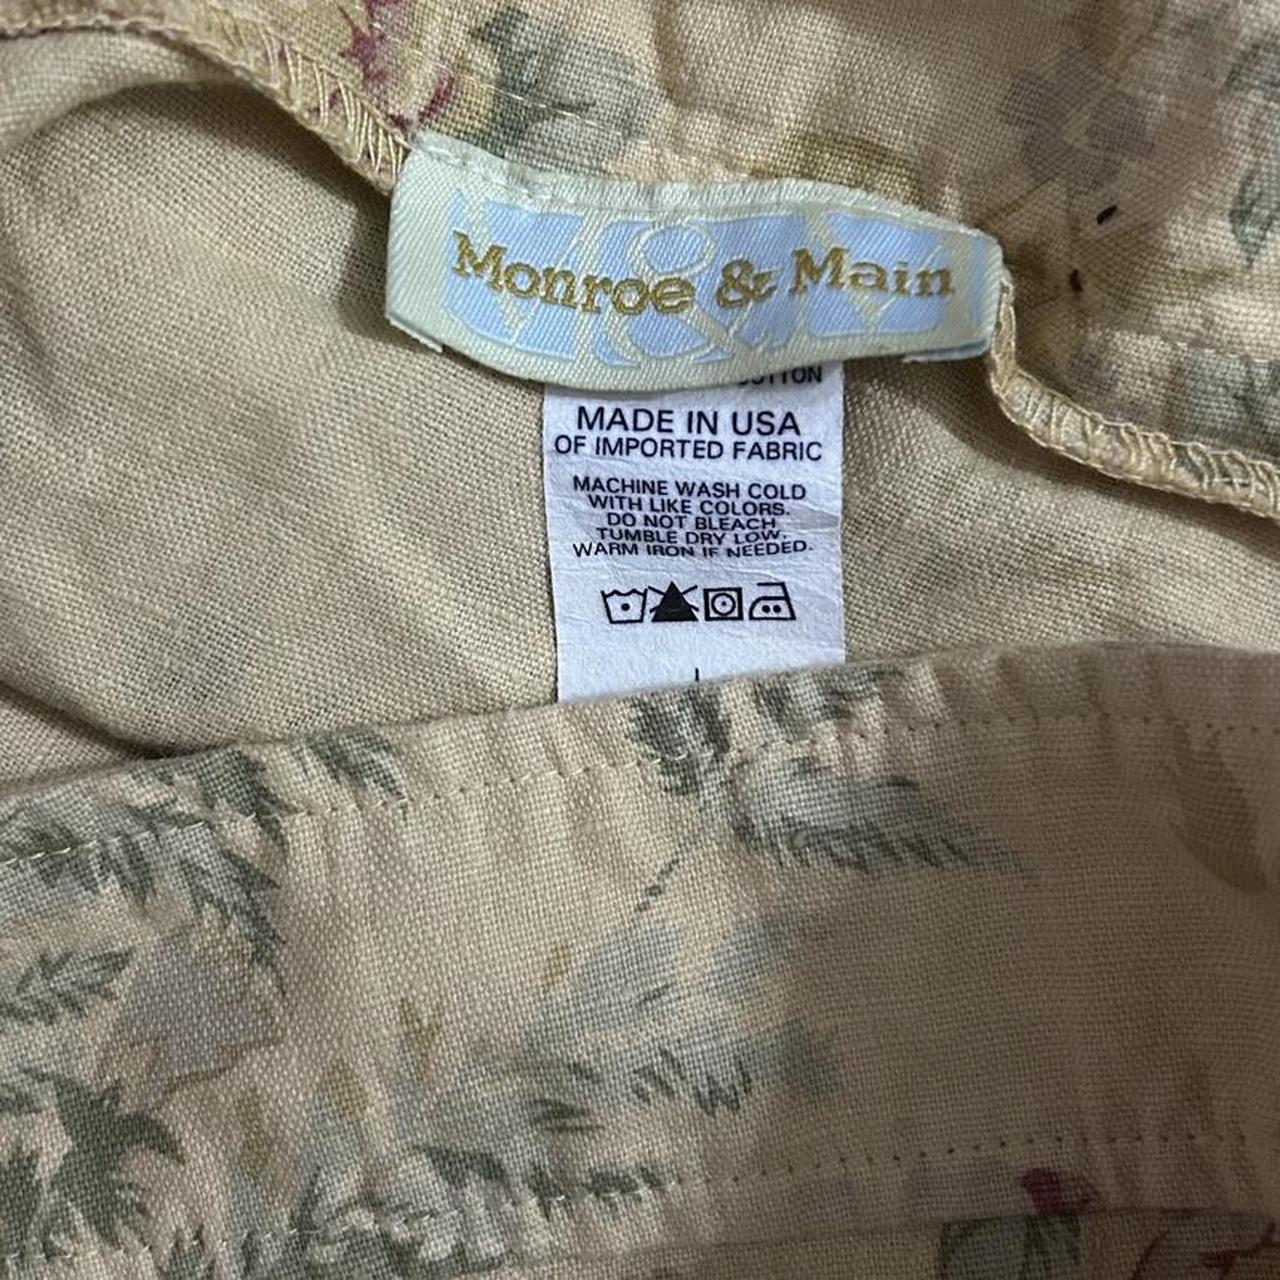 Monroe & Main
COTTON
MADE IN USA
OF IMPORTED FABRIC
MACHINE WASH COLD
WITH LIKE COLORS.
DO NOT BLEACH
TUMBLE DRY LOW.
WARM IRON IF NEEDED.